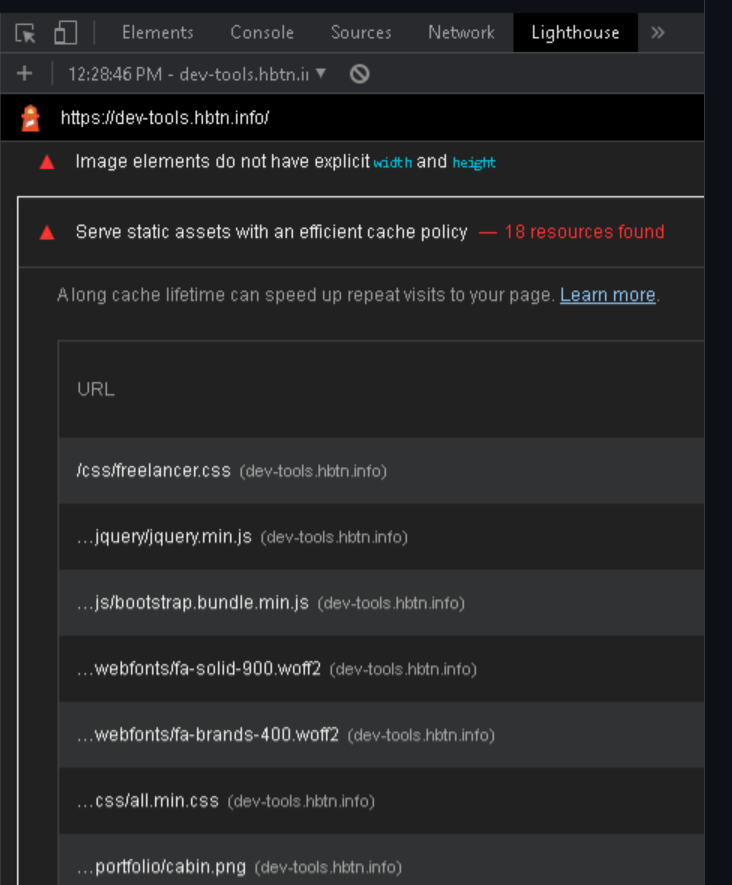 Elements Console Sources Network Lighthouse »
+ 12:28:46 PM - dev-tools.hbtn.ii ▼
https://dev-tools.hbtn.info/
Image elements do not have explicit width and height
Serve static assets with an efficient cache policy — 18 resources found
A long cache lifetime can speed up repeat visits to your page. Learn more.
URL
/css/freelancer.css (dev-tools.hbtn.info)
…jquery/jquery.min.js (dev-tools.hbtn.info)
…js/bootstrap.bundle.min.js (dev-tools.hbtn.info)
…webfonts/fa-solid-900.woff2 (dev-tools.hbtn.info)
…webfonts/fa-brands-400.woff2 (dev-tools.hbtn.info)
…css/all.min.css (dev-tools.hbtn.info)
…portfolio/cabin.png (dev-tools.hbtn.info)